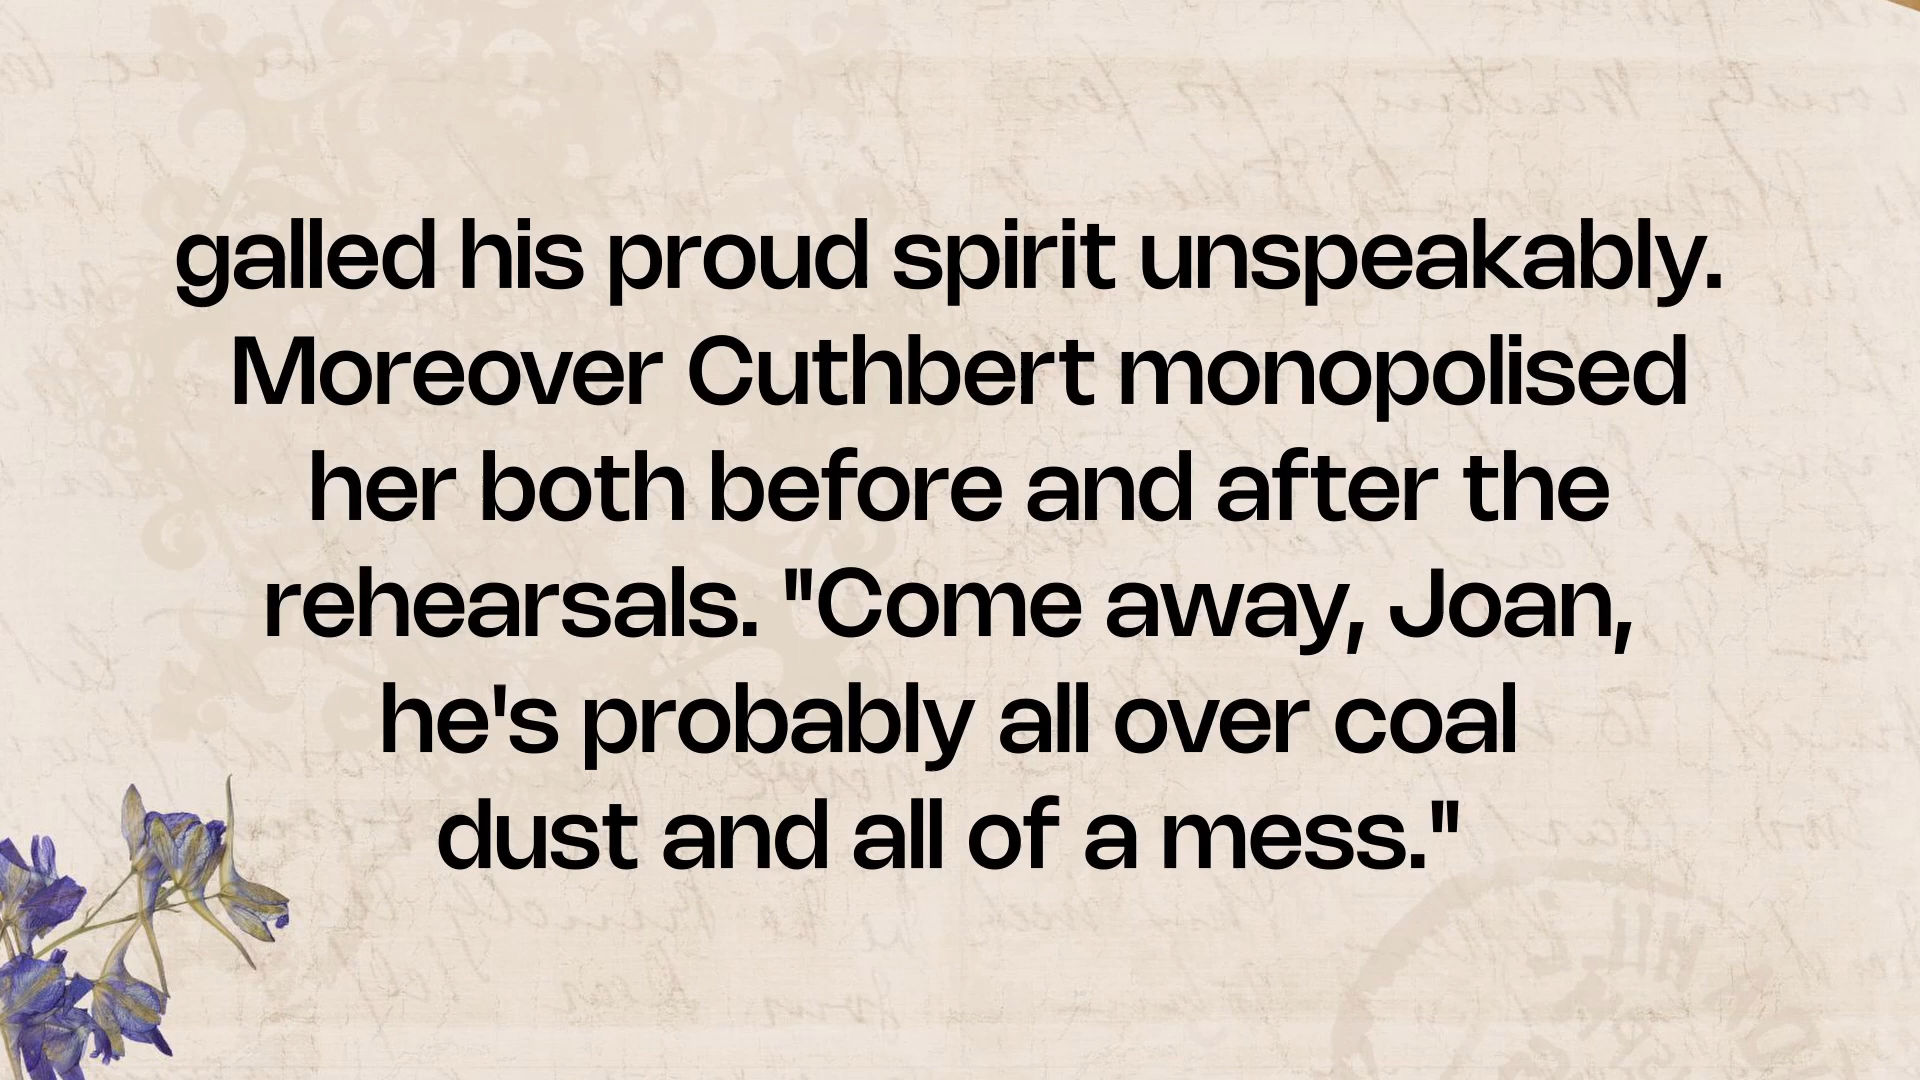 galled his proud spirit unspeakably.
Moreover Cuthbert monopolised
her both before and after the
rehearsals. "Come away, Joan,
he's probably all over coal
dust and all of a mess."